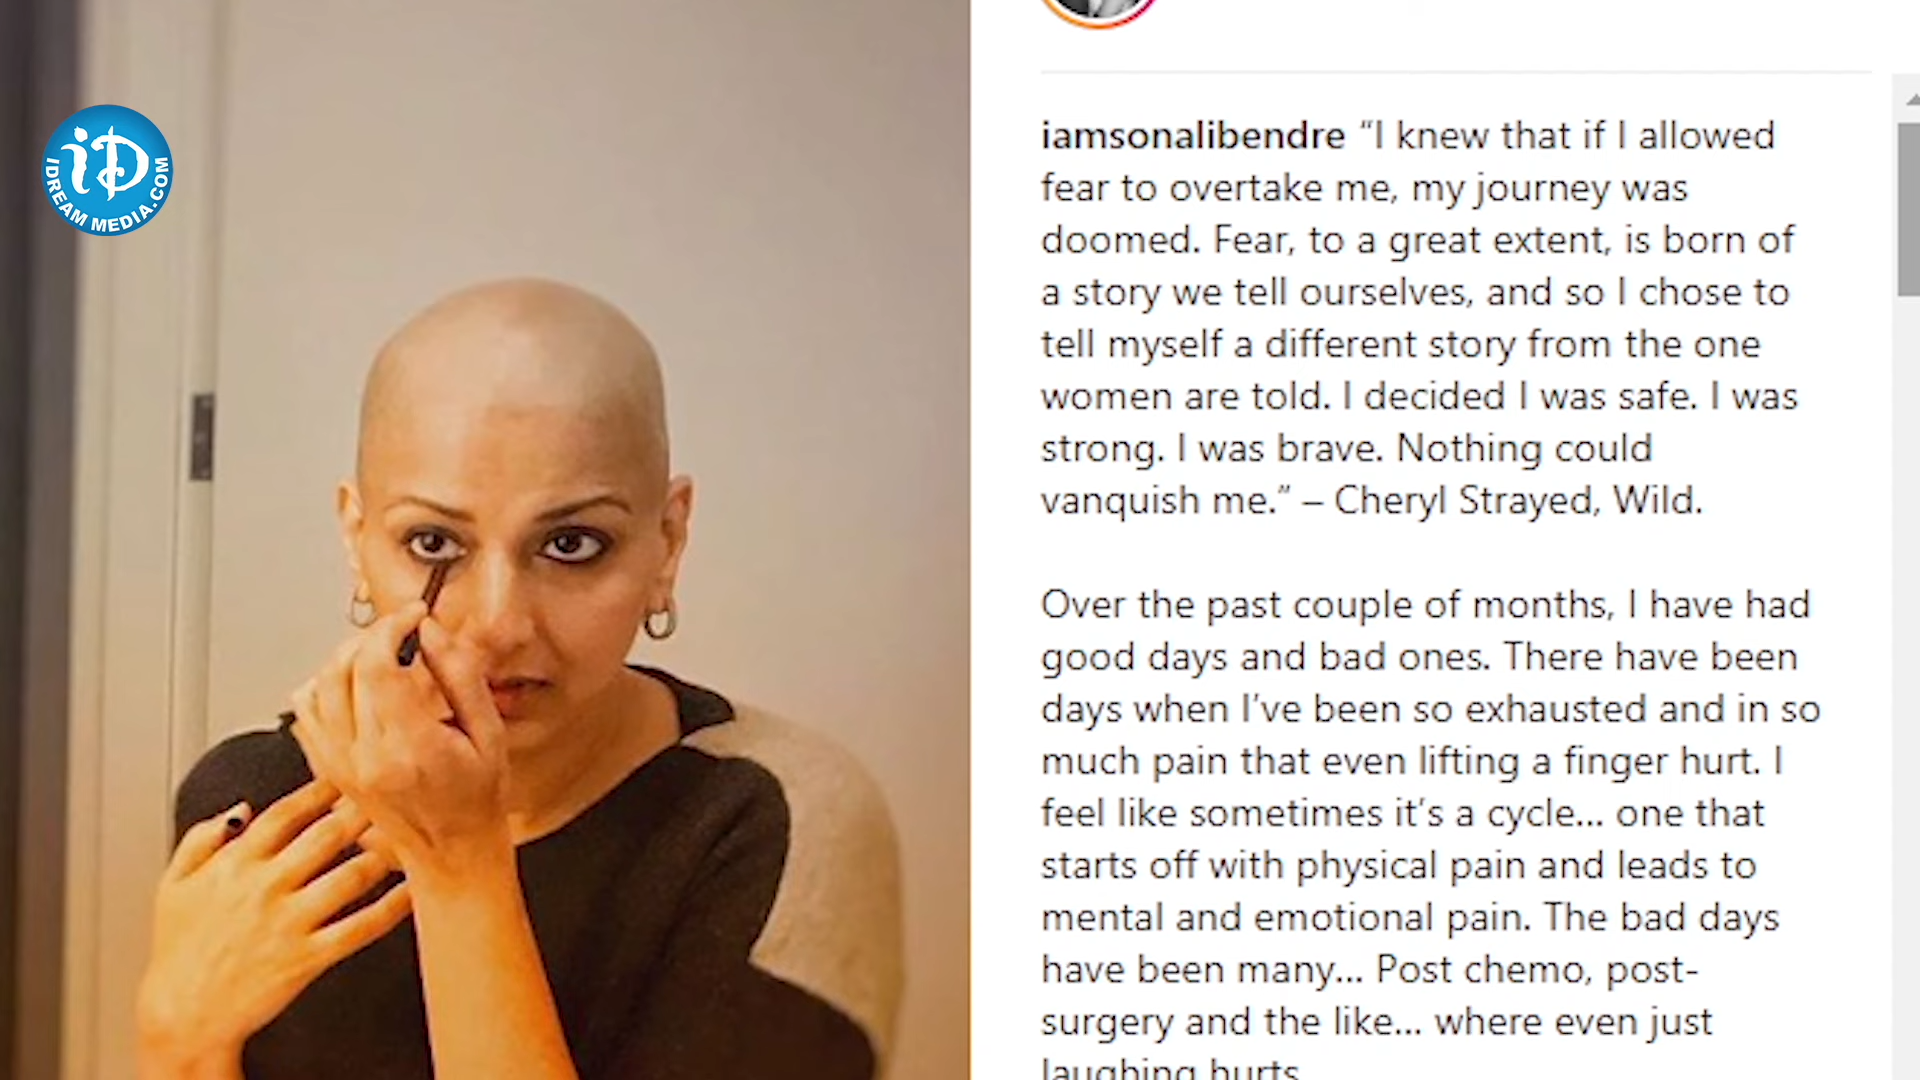 iD
IDREAM MEDIA.COM
iamsonalibendre “I knew that if I allowed
fear to overtake me, my journey was
doomed. Fear, to a great extent, is born of
a story we tell ourselves, and so I chose to
tell myself a different story from the one
women are told. I decided I was safe. I was
strong. I was brave. Nothing could
vanquish me.” – Cheryl Strayed, Wild.
Over the past couple of months, I have had
good days and bad ones. There have been
days when I’ve been so exhausted and in so
much pain that even lifting a finger hurt. I
feel like sometimes it’s a cycle... one that
starts off with physical pain and leads to
mental and emotional pain. The bad days
have been many... Post chemo, post-
surgery and the like... where even just
laughing hurts